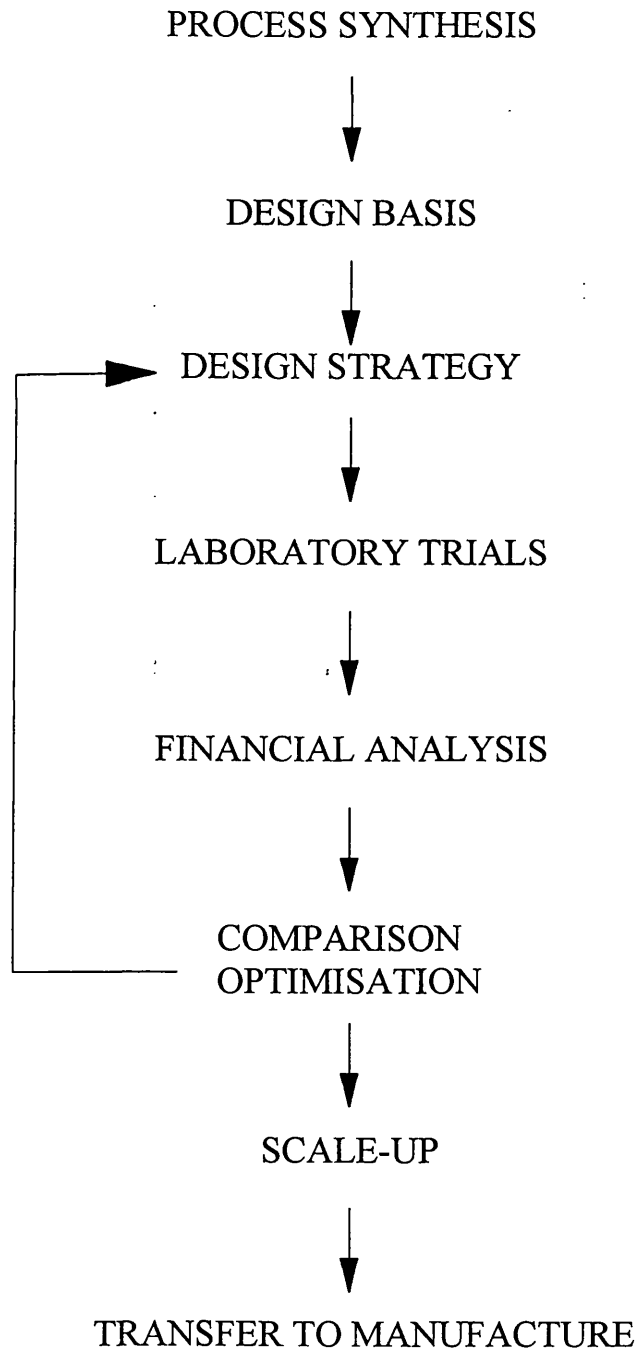 PROCESS SYNTHESIS
DESIGN BASIS
DESIGN STRATEGY
LABORATORY TRIALS
FINANCIAL ANALYSIS
COMPARISON
OPTIMISATION
SCALE-UP
TRANSFER TO MANUFACTURE